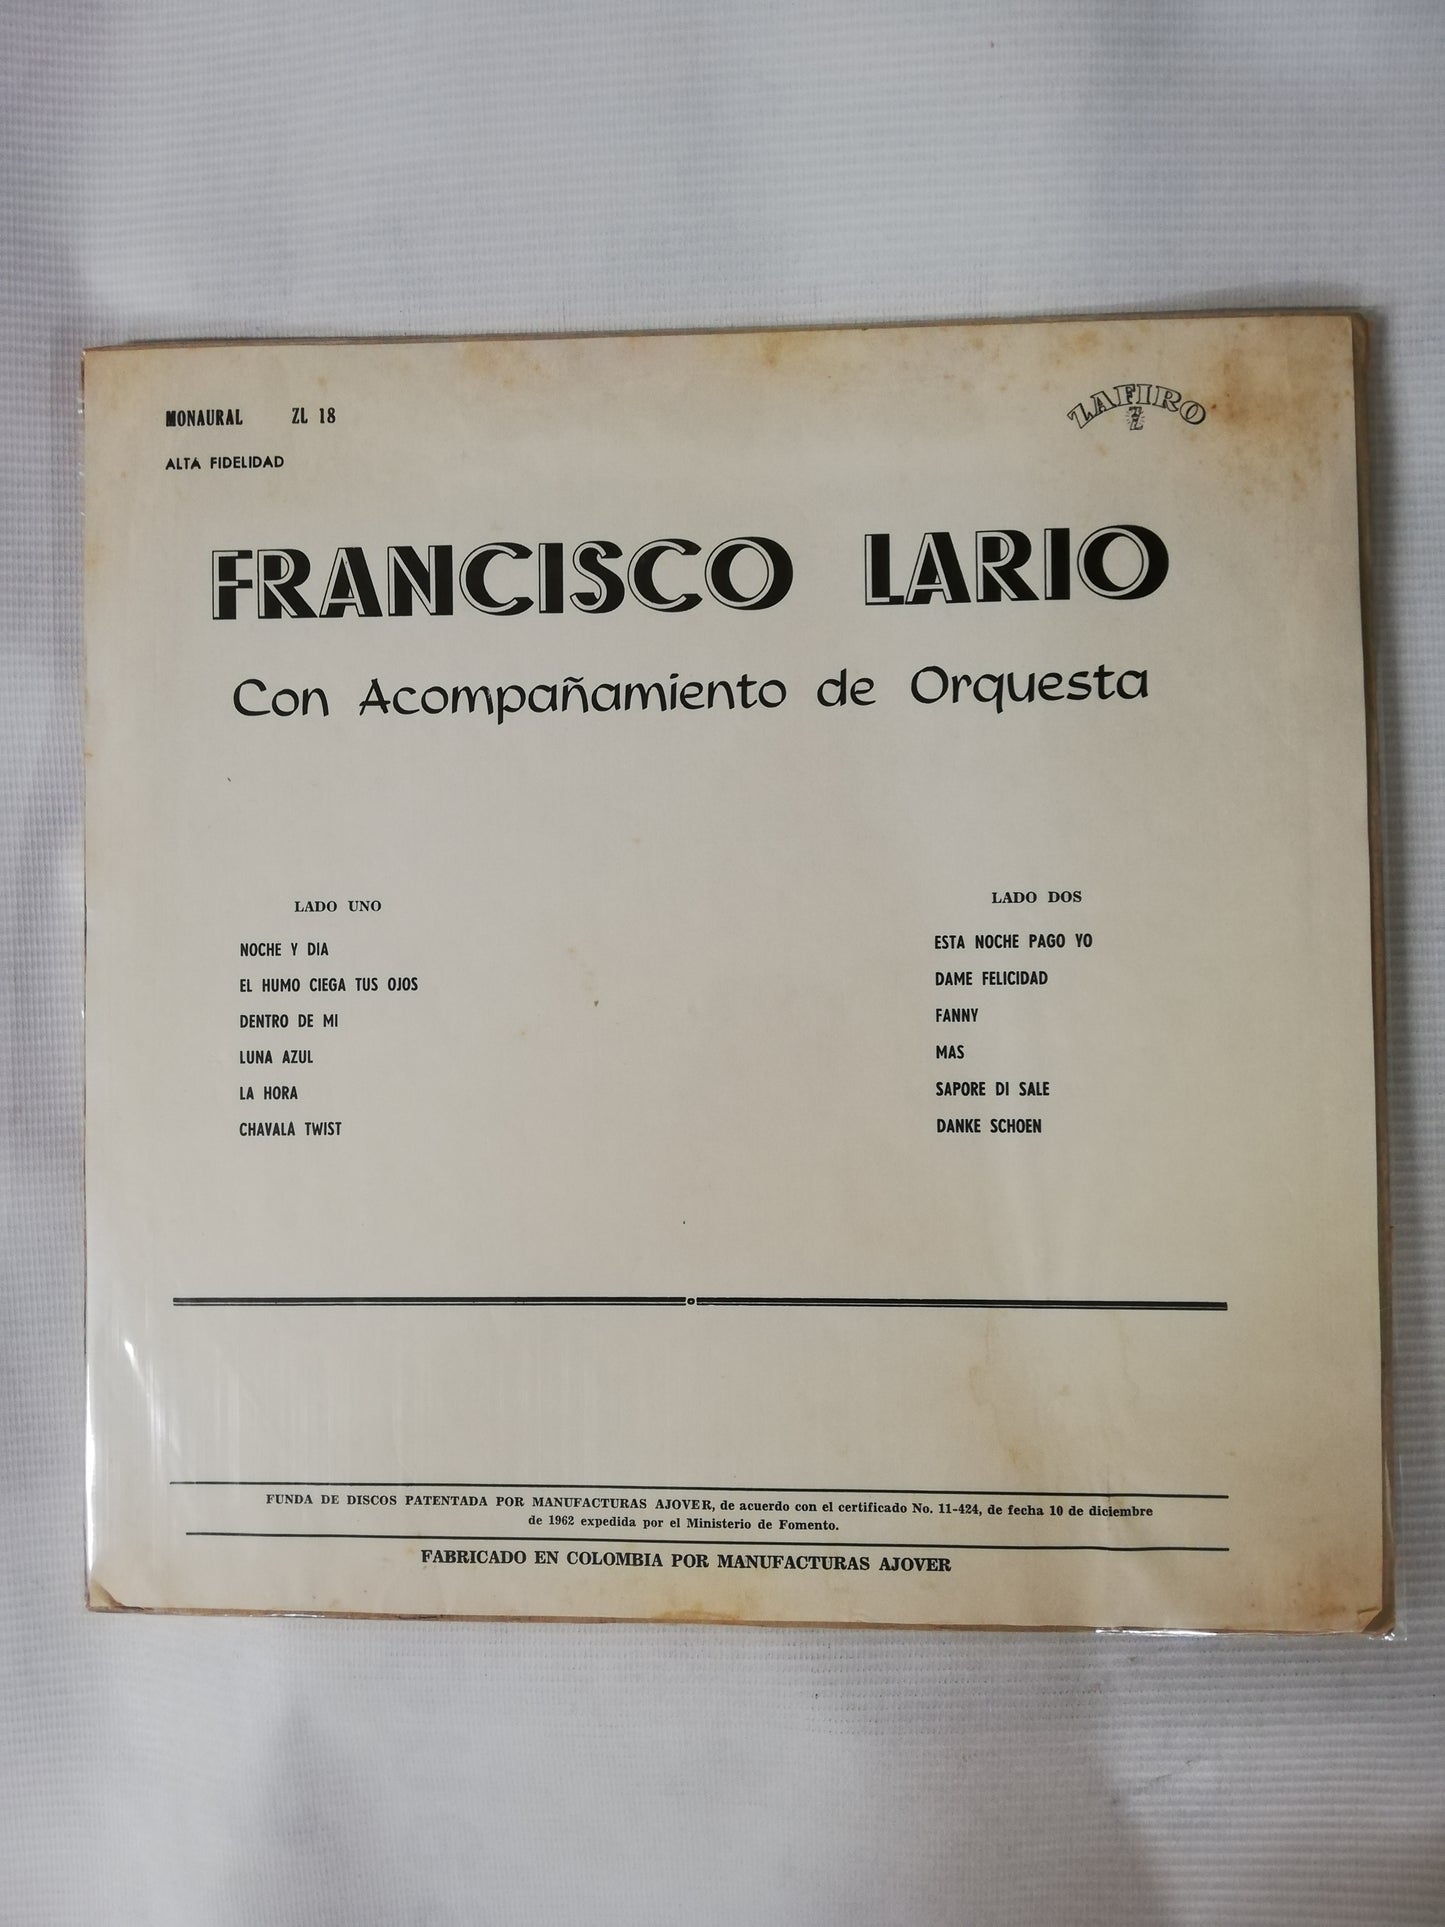 MONAURAL ZL 18
ZAFIRO
Z
ALTA FIDELIDAD
FRANCISCO LARIO
Con Acompañamiento de Orquesta
LADO UNO
NOCHE Y DIA
EL HUMO CIEGA TUS OJOS
DENTRO DE MI
LUNA AZUL
LA HORA
CHAVALA TWIST
LADO DOS
ESTA NOCHE PAGO YO
DAME FELICIDAD
FANNY
MAS
SAPORE DI SALE
DANKE SCHOEN
FUNDA DE DISCOS PATENTADA POR MANUFACTURAS AJOVER, de acuerdo con el certificado No. 11-424, de fecha 10 de diciembre
de 1962 expedida por el Ministerio de Fomento.
FABRICADO EN COLOMBIA POR MANUFACTURAS AJOVER